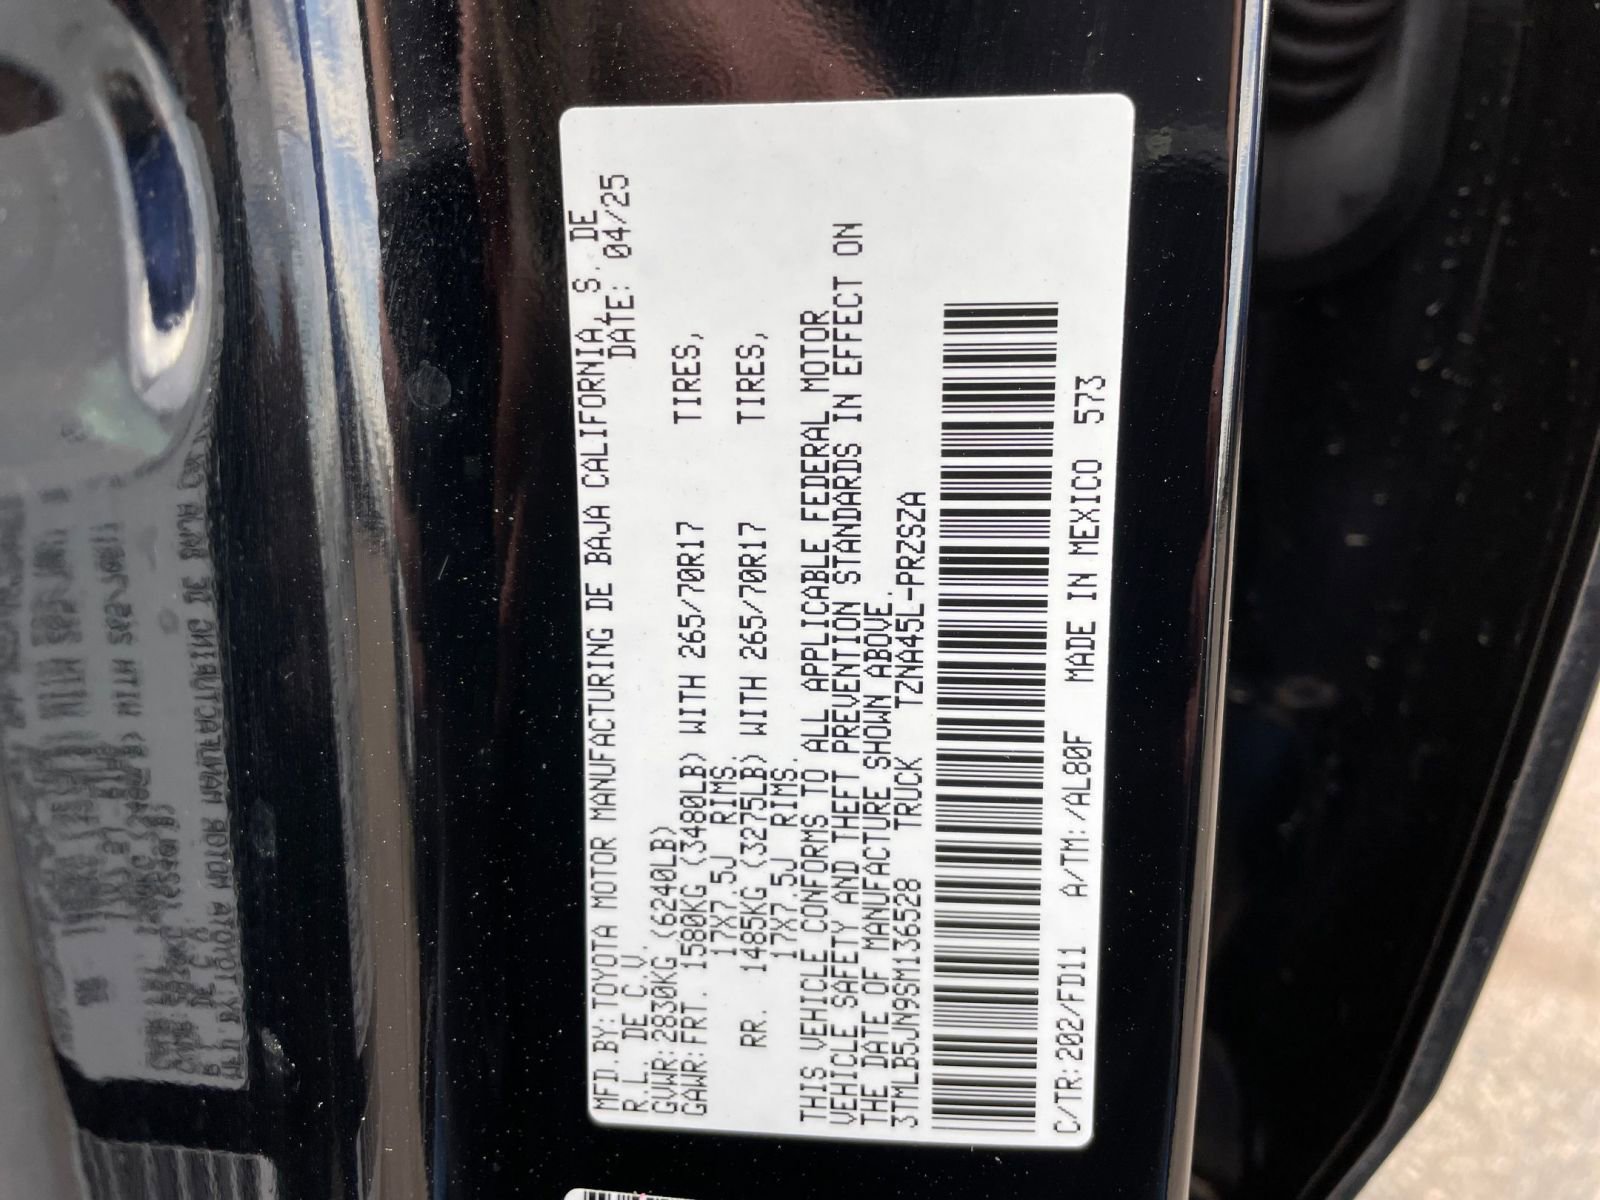 MFD.BY:TOYOTA MOTOR MANUFACTURING DE BAJA CALIFORNIA, S. DE
R.L. DE C.V. DATE: 04/25
GVWR:2830KG (6240LB)
GAWR:FRT. 1580KG (3480LB) WITH 265/70R17 TIRES,
17X7.5J RIMS.
RR. 1485KG (3275LB) WITH 265/70R17 TIRES,
17X7.5J RIMS.
THIS VEHICLE CONFORMS TO ALL APPLICABLE FEDERAL MOTOR
VEHICLE SAFETY AND THEFT PREVENTION STANDARDS IN EFFECT ON
THE DATE OF MANUFACTURE SHOWN ABOVE.
3TMLB5JN9SM136528 TRUCK TZNA45L-PRZSZA
C/TR:202/FD11 A/TM:/AL80F MADE IN MEXICO 573